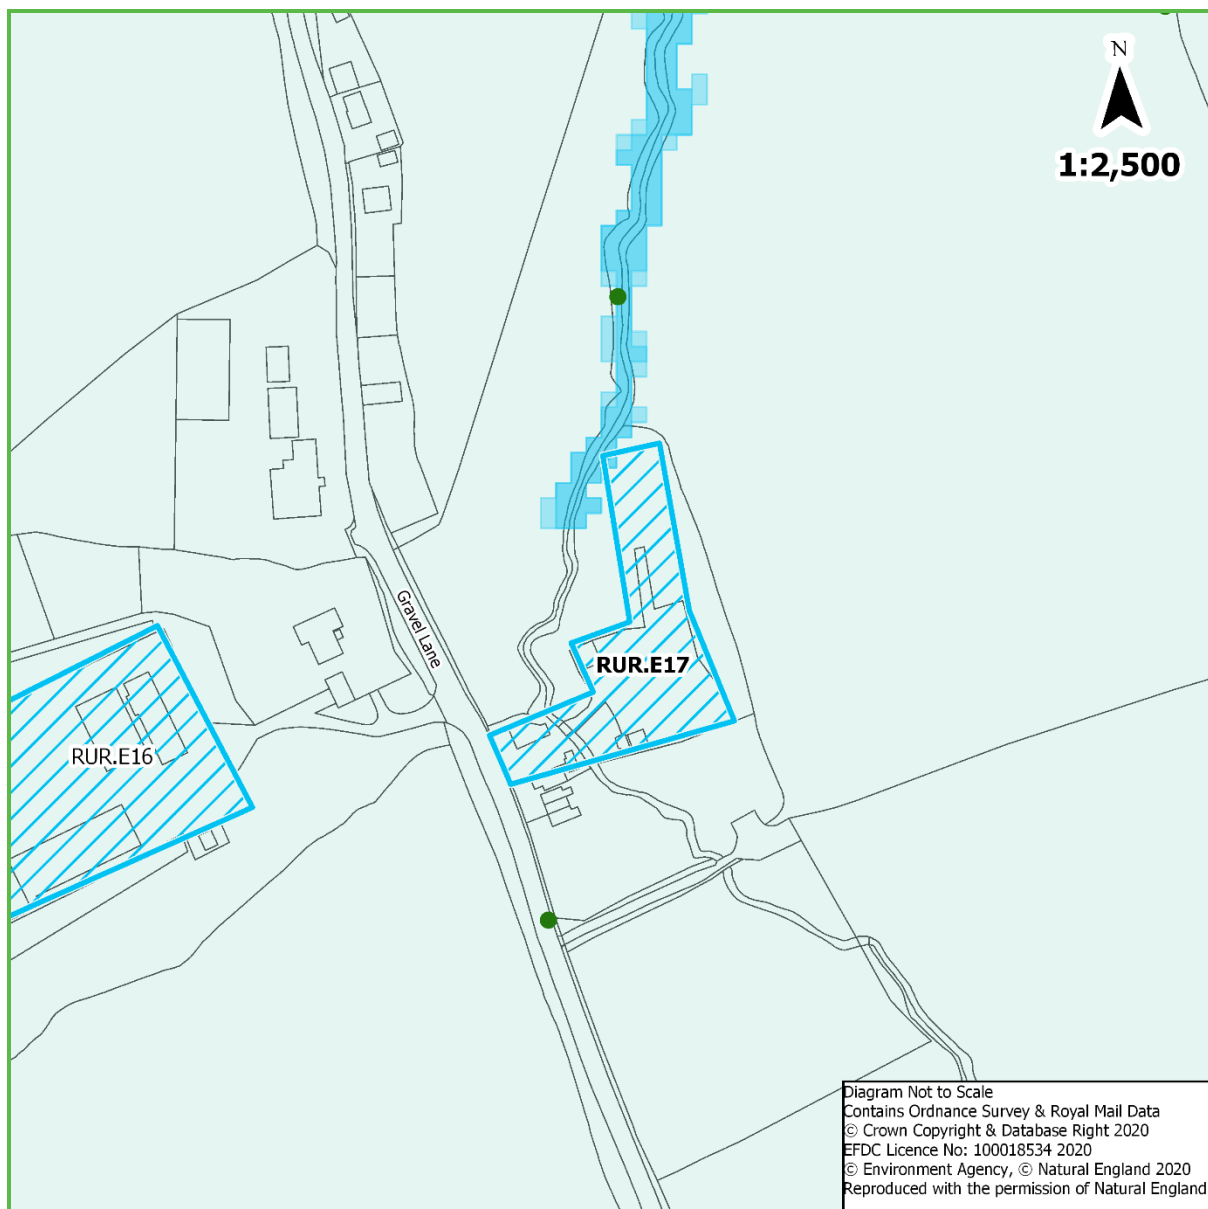 N
1:2,500
Gravel Lane
RUR.E17
RUR.E16
Diagram Not to Scale
Contains Ordnance Survey & Royal Mail Data
© Crown Copyright & Database Right 2020
EFDC Licence No: 100018534 2020
© Environment Agency, © Natural England 2020
Reproduced with the permission of Natural England